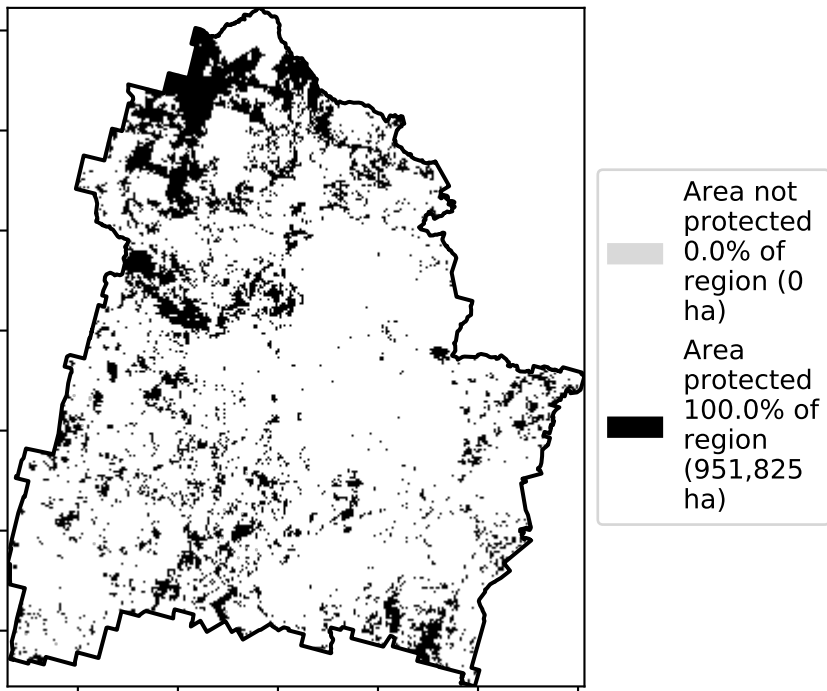 Area not
protected
0.0% of
region (0
ha)
Area
protected
100.0% of
region
(951,825
ha)